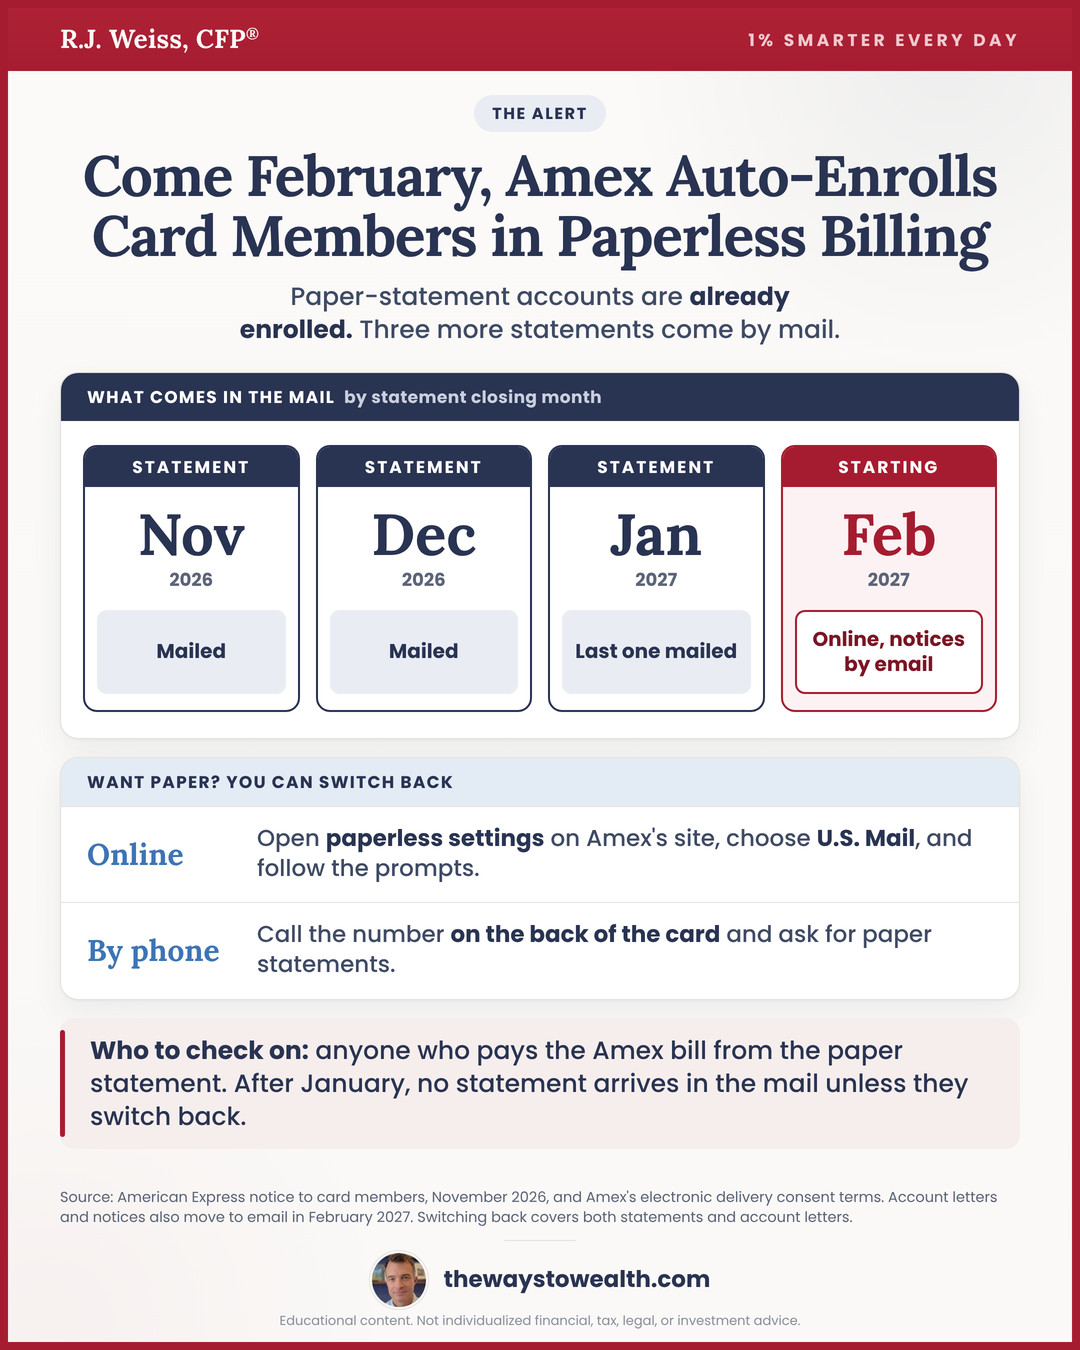 R.J. Weiss, CFP®
1% SMARTER EVERY DAY
THE ALERT
Come February, Amex Auto-Enrolls
Card Members in Paperless Billing
Paper-statement accounts are already
enrolled. Three more statements come by mail.
WHAT COMES IN THE MAIL by statement closing month
STATEMENT
Nov
2026
Mailed
STATEMENT
Dec
2026
Mailed
STATEMENT
Jan
2027
Last one mailed
STARTING
Feb
2027
Online, notices
by email
WANT PAPER? YOU CAN SWITCH BACK
Online
Open paperless settings on Amex's site, choose U.S. Mail, and
follow the prompts.
By phone
Call the number on the back of the card and ask for paper
statements.
Who to check on: anyone who pays the Amex bill from the paper
statement. After January, no statement arrives in the mail unless they
switch back.
Source: American Express notice to card members, November 2026, and Amex's electronic delivery consent terms. Account letters
and notices also move to email in February 2027. Switching back covers both statements and account letters.
thewaystowealth.com
Educational content. Not individualized financial, tax, legal, or investment advice.